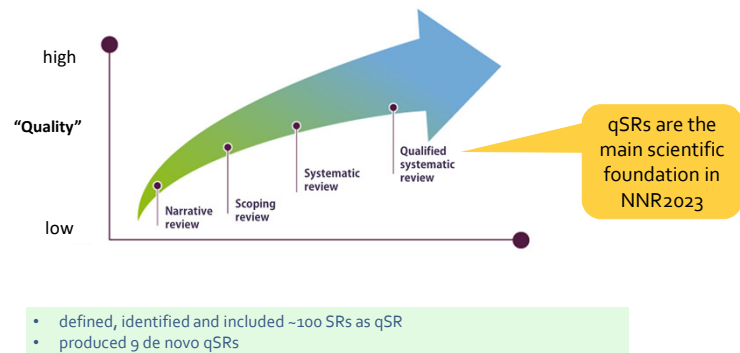 high
“Quality”
low
Narrative
review
Scoping
review
Systematic
review
Qualified
systematic
review
qSRs are the
main scientific
foundation in
NNR2023
• defined, identified and included ~100 SRs as qSR
• produced 9 de novo qSRs